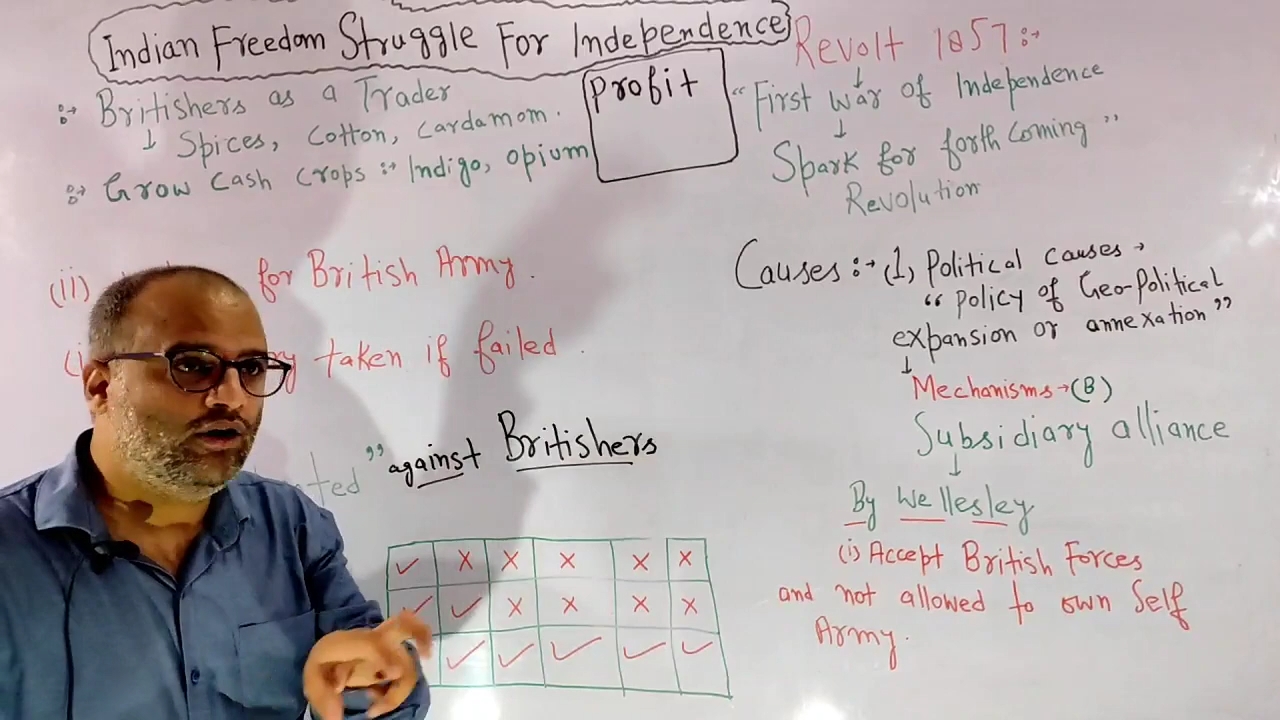 Indian Freedom Struggle For Independence
:→ Britishers as a Trader
↓ Spices, Cotton, Cardamom.
:→ Grow Cash crops :→ Indigo, Opium
Profit
(ii) for British Army.
taken if failed.
" against Britishers
✓ × × × × ×
✓ ✓ × × × ×
✓ ✓ ✓ ✓ ✓
Revolt 1857:→
↓
"First war of Independence
↓
Spark for forth coming"
Revolution
Causes:→ (1) Political causes →
"policy of Geo-Political
expansion or annexation"
↓
Mechanisms→(B)
Subsidiary alliance
↓
By Wellesley
(i) Accept British Forces
and not allowed to own Self
Army.